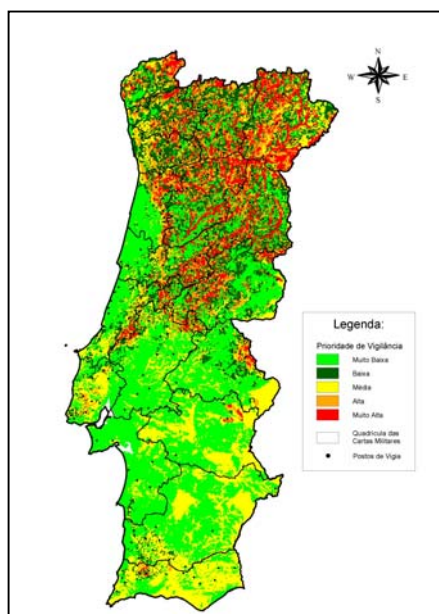 N
W E
S
Legenda:
Prioridade de Vigilância
Muito Baixa
Baixa
Média
Alta
Muito Alta
Quadrícula das
Cartas Militares
Postos de Vigia